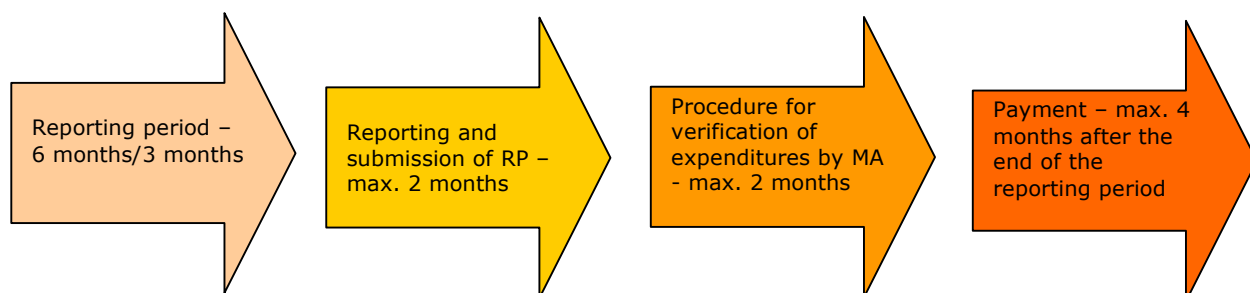 Reporting period –
6 months/3 months
Reporting and
submission of RP –
max. 2 months
Procedure for
verification of
expenditures by MA
- max. 2 months
Payment – max. 4
months after the
end of the
reporting period